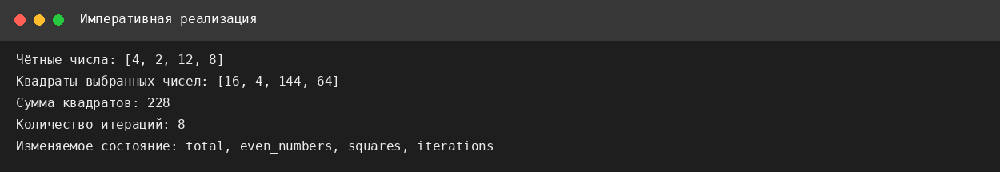 Императивная реализация
Чётные числа: [4, 2, 12, 8]
Квадраты выбранных чисел: [16, 4, 144, 64]
Сумма квадратов: 228
Количество итераций: 8
Изменяемое состояние: total, even_numbers, squares, iterations